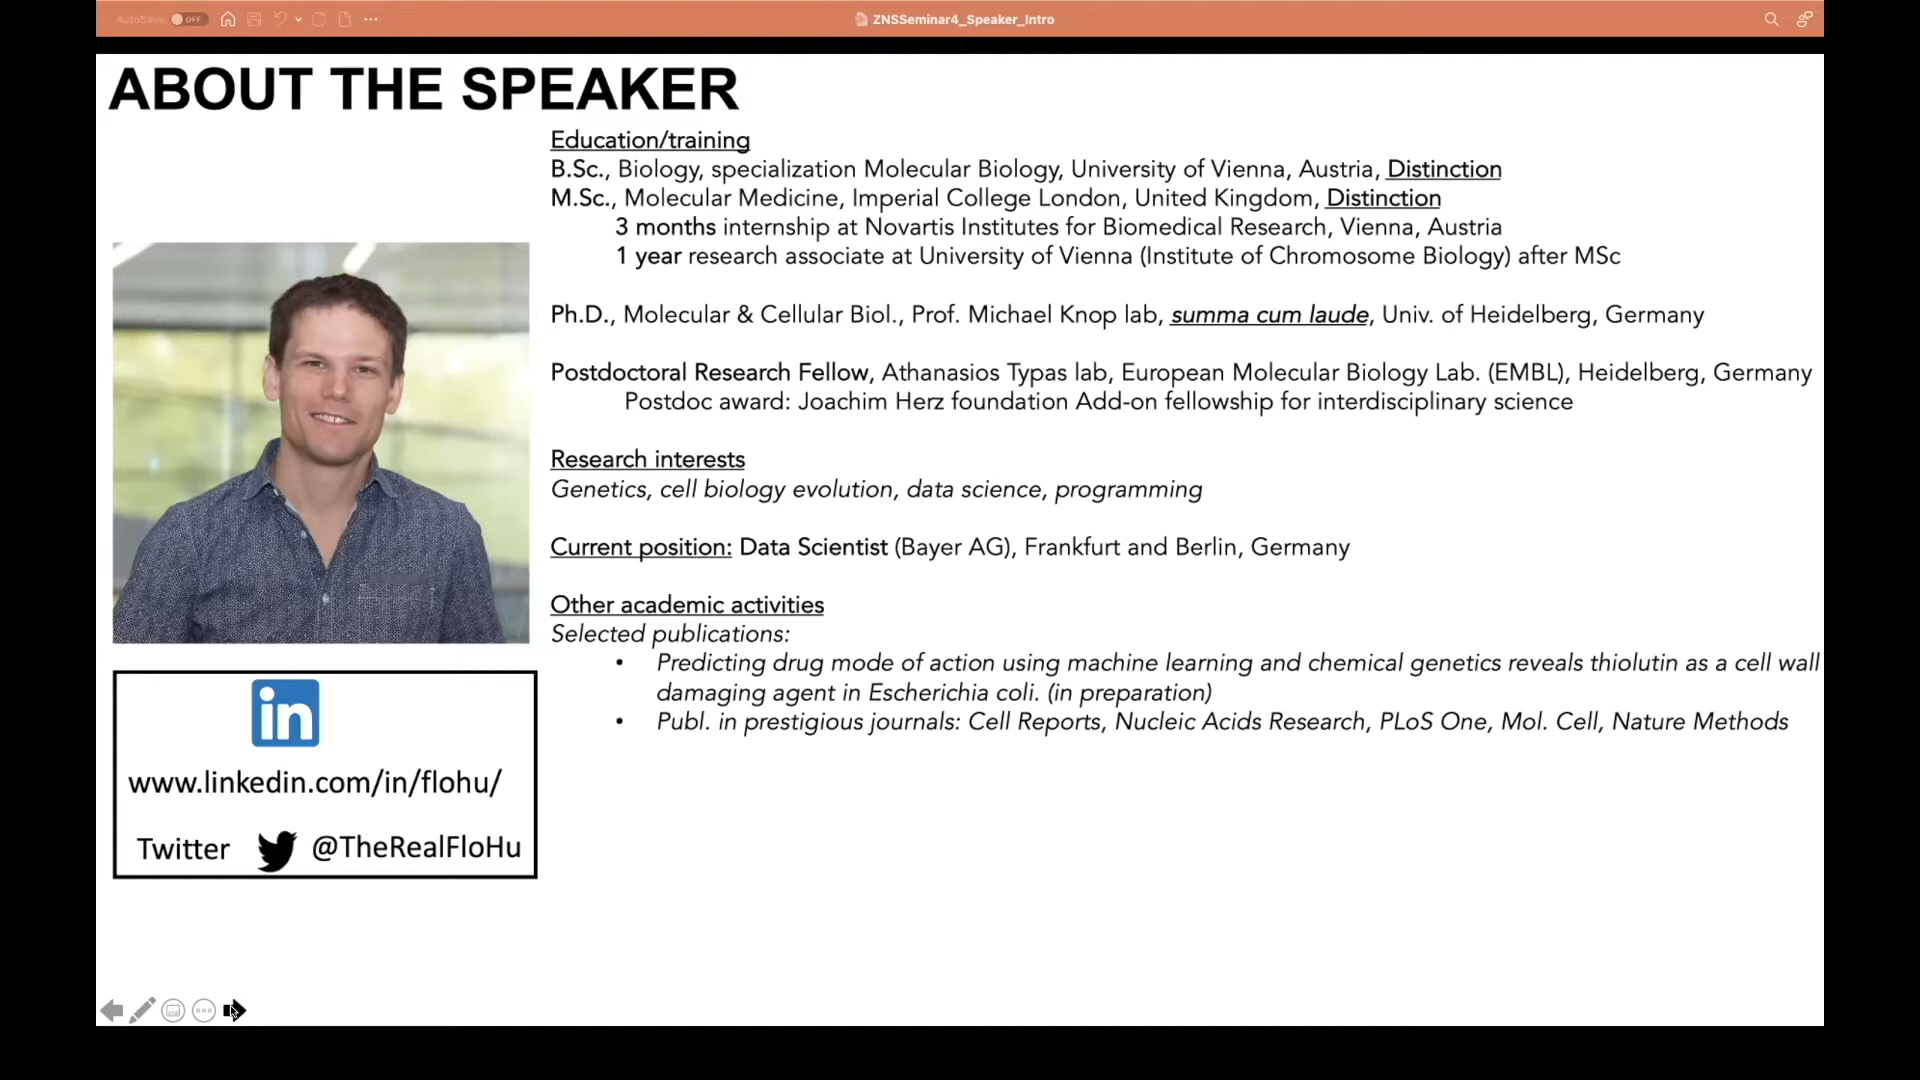 AutoSave OFF
ZNSSeminar4_Speaker_Intro
ABOUT THE SPEAKER
Education/training
B.Sc., Biology, specialization Molecular Biology, University of Vienna, Austria, Distinction
M.Sc., Molecular Medicine, Imperial College London, United Kingdom, Distinction
3 months internship at Novartis Institutes for Biomedical Research, Vienna, Austria
1 year research associate at University of Vienna (Institute of Chromosome Biology) after MSc
Ph.D., Molecular & Cellular Biol., Prof. Michael Knop lab, summa cum laude, Univ. of Heidelberg, Germany
Postdoctoral Research Fellow, Athanasios Typas lab, European Molecular Biology Lab. (EMBL), Heidelberg, Germany
Postdoc award: Joachim Herz foundation Add-on fellowship for interdisciplinary science
Research interests
Genetics, cell biology evolution, data science, programming
Current position: Data Scientist (Bayer AG), Frankfurt and Berlin, Germany
Other academic activities
Selected publications:
• Predicting drug mode of action using machine learning and chemical genetics reveals thiolutin as a cell wall
damaging agent in Escherichia coli. (in preparation)
• Publ. in prestigious journals: Cell Reports, Nucleic Acids Research, PLoS One, Mol. Cell, Nature Methods
in
www.linkedin.com/in/flohu/
Twitter @TheRealFloHu